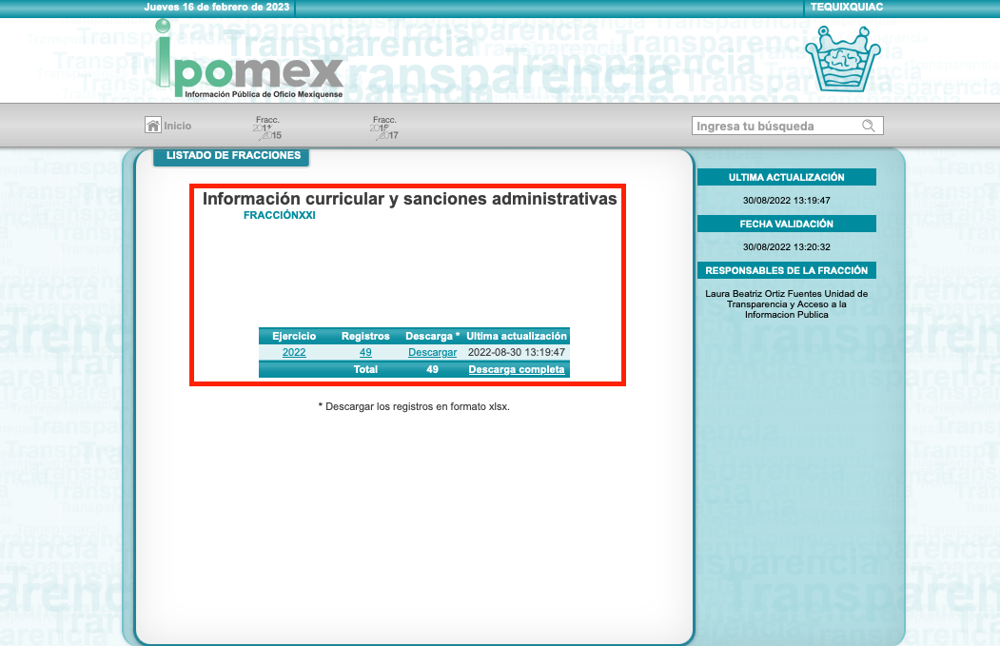 Jueves 16 de febrero de 2023
TEQUIXQUIAC
Transparencia
ipomex
Información Pública de Oficio Mexiquense
Inicio
Fracc.
2015
Fracc.
2017
Ingresa tu búsqueda
LISTADO DE FRACCIONES
Información curricular y sanciones administrativas
FRACCIÓNXXI
Ejercicio Registros Descarga * Ultima actualización
2022 49 Descargar 2022-08-30 13:19:47
Total 49 Descarga completa
* Descargar los registros en formato xlsx.
ULTIMA ACTUALIZACIÓN
30/08/2022 13:19:47
FECHA VALIDACIÓN
30/08/2022 13:20:32
RESPONSABLES DE LA FRACCIÓN
Laura Beatriz Ortiz Fuentes Unidad de
Transparencia y Acceso a la
Informacion Publica